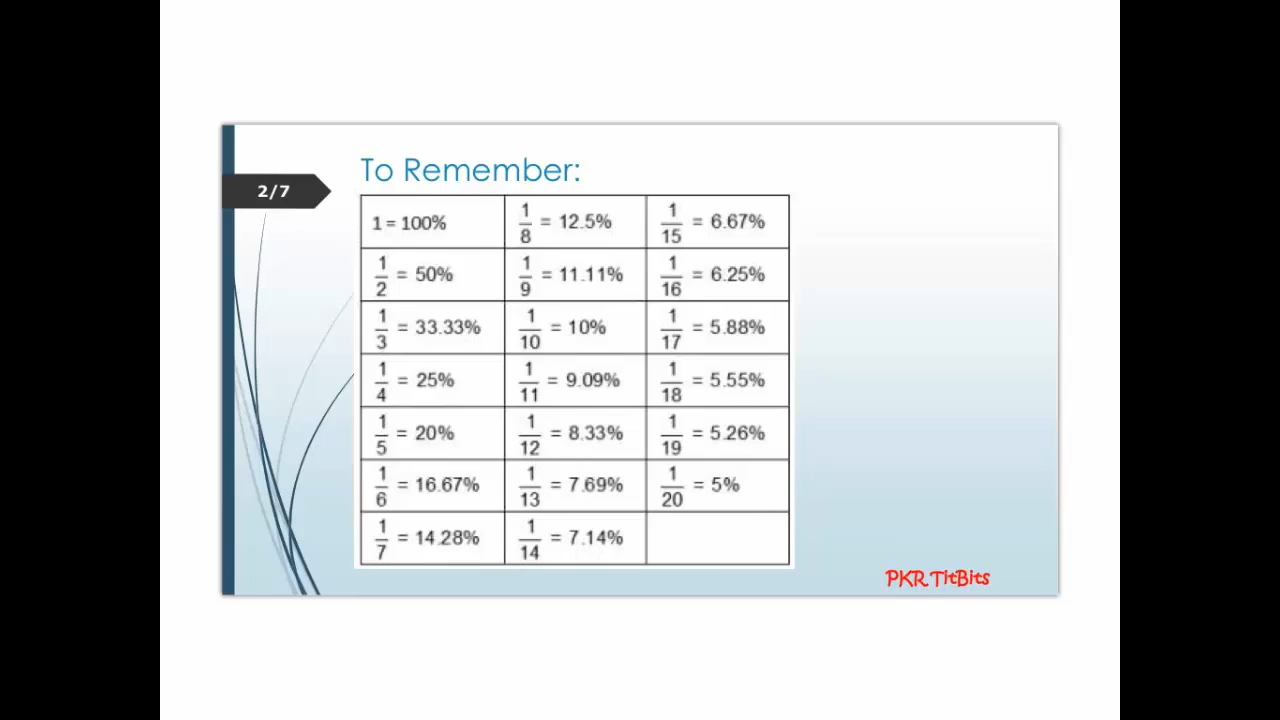 To Remember:
2/7
1 = 100% 1/8 = 12.5% 1/15 = 6.67%
1/2 = 50% 1/9 = 11.11% 1/16 = 6.25%
1/3 = 33.33% 1/10 = 10% 1/17 = 5.88%
1/4 = 25% 1/11 = 9.09% 1/18 = 5.55%
1/5 = 20% 1/12 = 8.33% 1/19 = 5.26%
1/6 = 16.67% 1/13 = 7.69% 1/20 = 5%
1/7 = 14.28% 1/14 = 7.14%
PKR TitBits